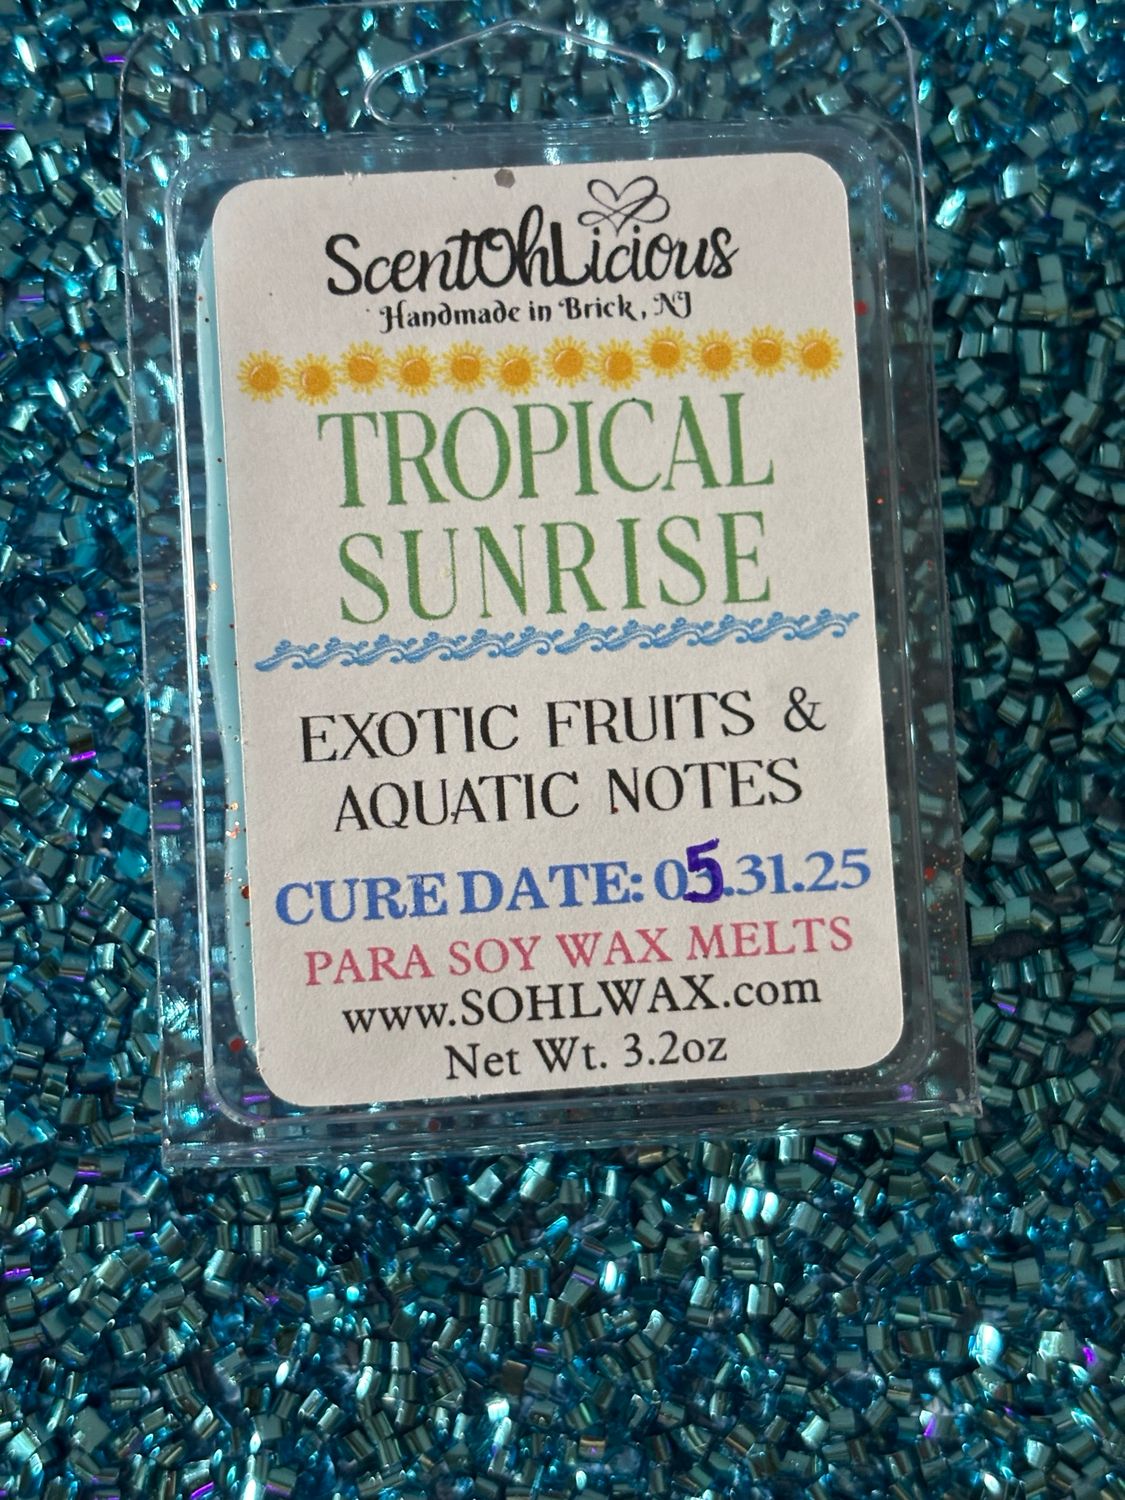 ScentOhLicious
Handmade in Brick, NJ
TROPICAL
SUNRISE
EXOTIC FRUITS &
AQUATIC NOTES
CURE DATE: 05.31.25
PARA SOY WAX MELTS
www.SOHLWAX.com
Net Wt. 3.2oz